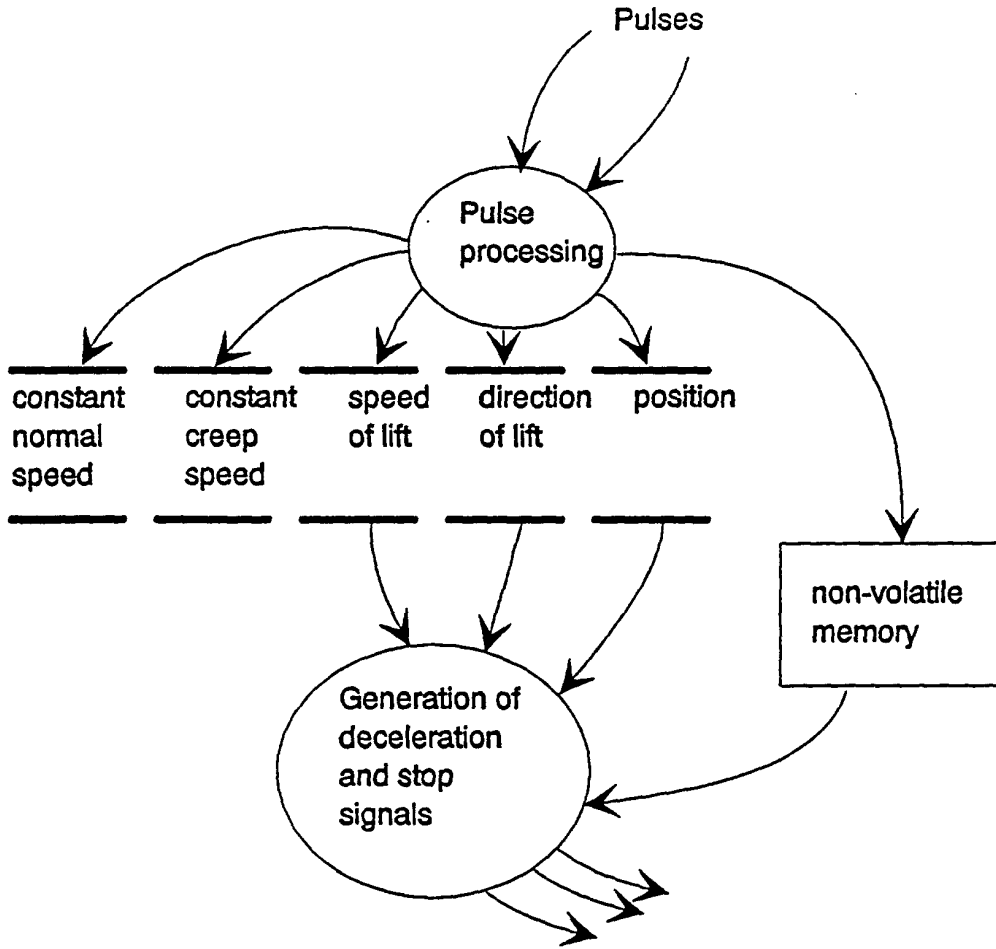 Pulses
Pulse
processing
constant
normal
speed
constant
creep
speed
speed
of lift
direction
of lift
position
non-volatile
memory
Generation of
deceleration
and stop
signals